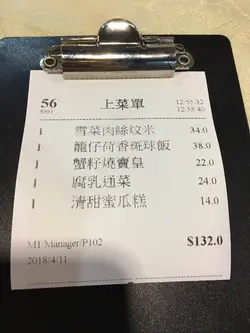 56 上菜單 12:55:32
5993 12:55:40
1 雪菜肉絲炆米 34.0
1 籠仔荷香斑球飯 38.0
1 蟹籽燒賣皇 22.0
1 腐乳通菜 24.0
1 清甜蜜瓜糕 14.0
M1/Manager/P102 $132.0
2018/4/11